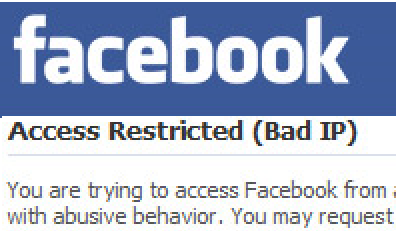 facebook
Access Restricted (Bad IP)
You are trying to access Facebook from
with abusive behavior. You may request